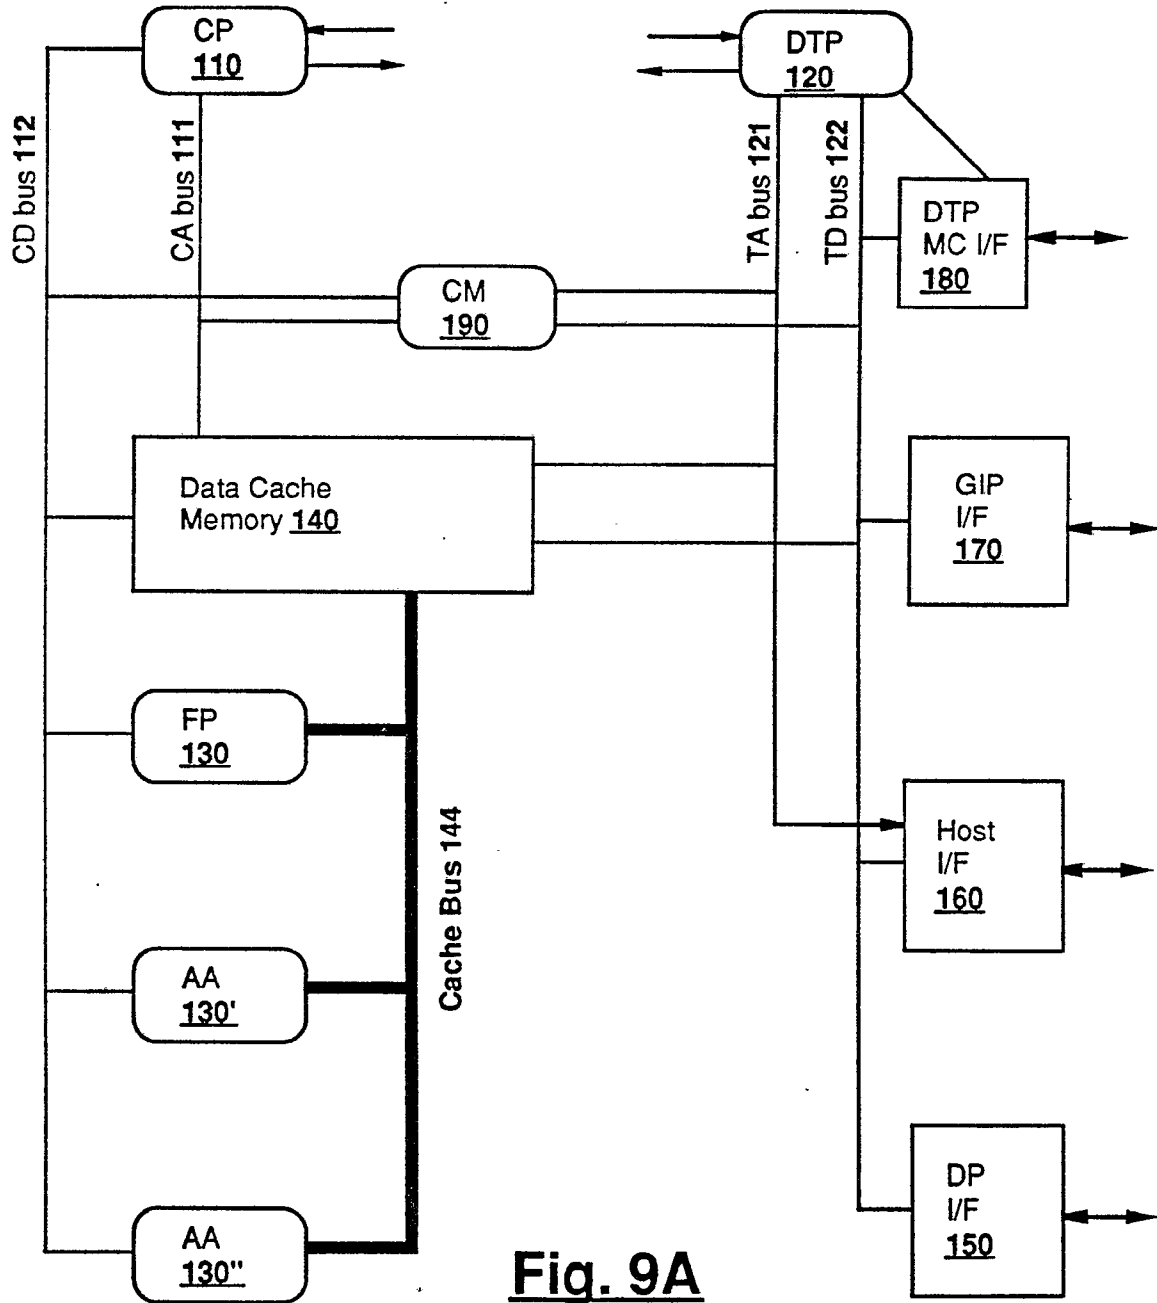 CP
110
DTP
120
CD bus 112
CA bus 111
TA bus 121
TD bus 122
DTP
MC I/F
180
CM
190
Data Cache
Memory 140
GIP
I/F
170
FP
130
Cache Bus 144
Host
I/F
160
AA
130'
DP
I/F
150
AA
130"
Fig. 9A